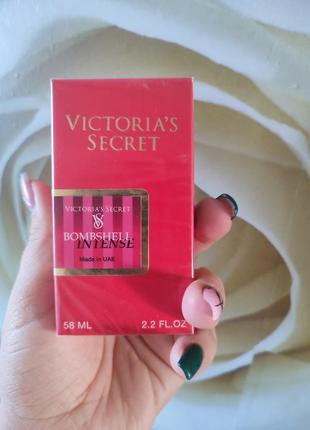 VICTORIA'S
SECRET
VICTORIA'S SECRET
VS
BOMBSHELL
INTENSE
Made in UAE
58 ML 2.2 FL.OZ